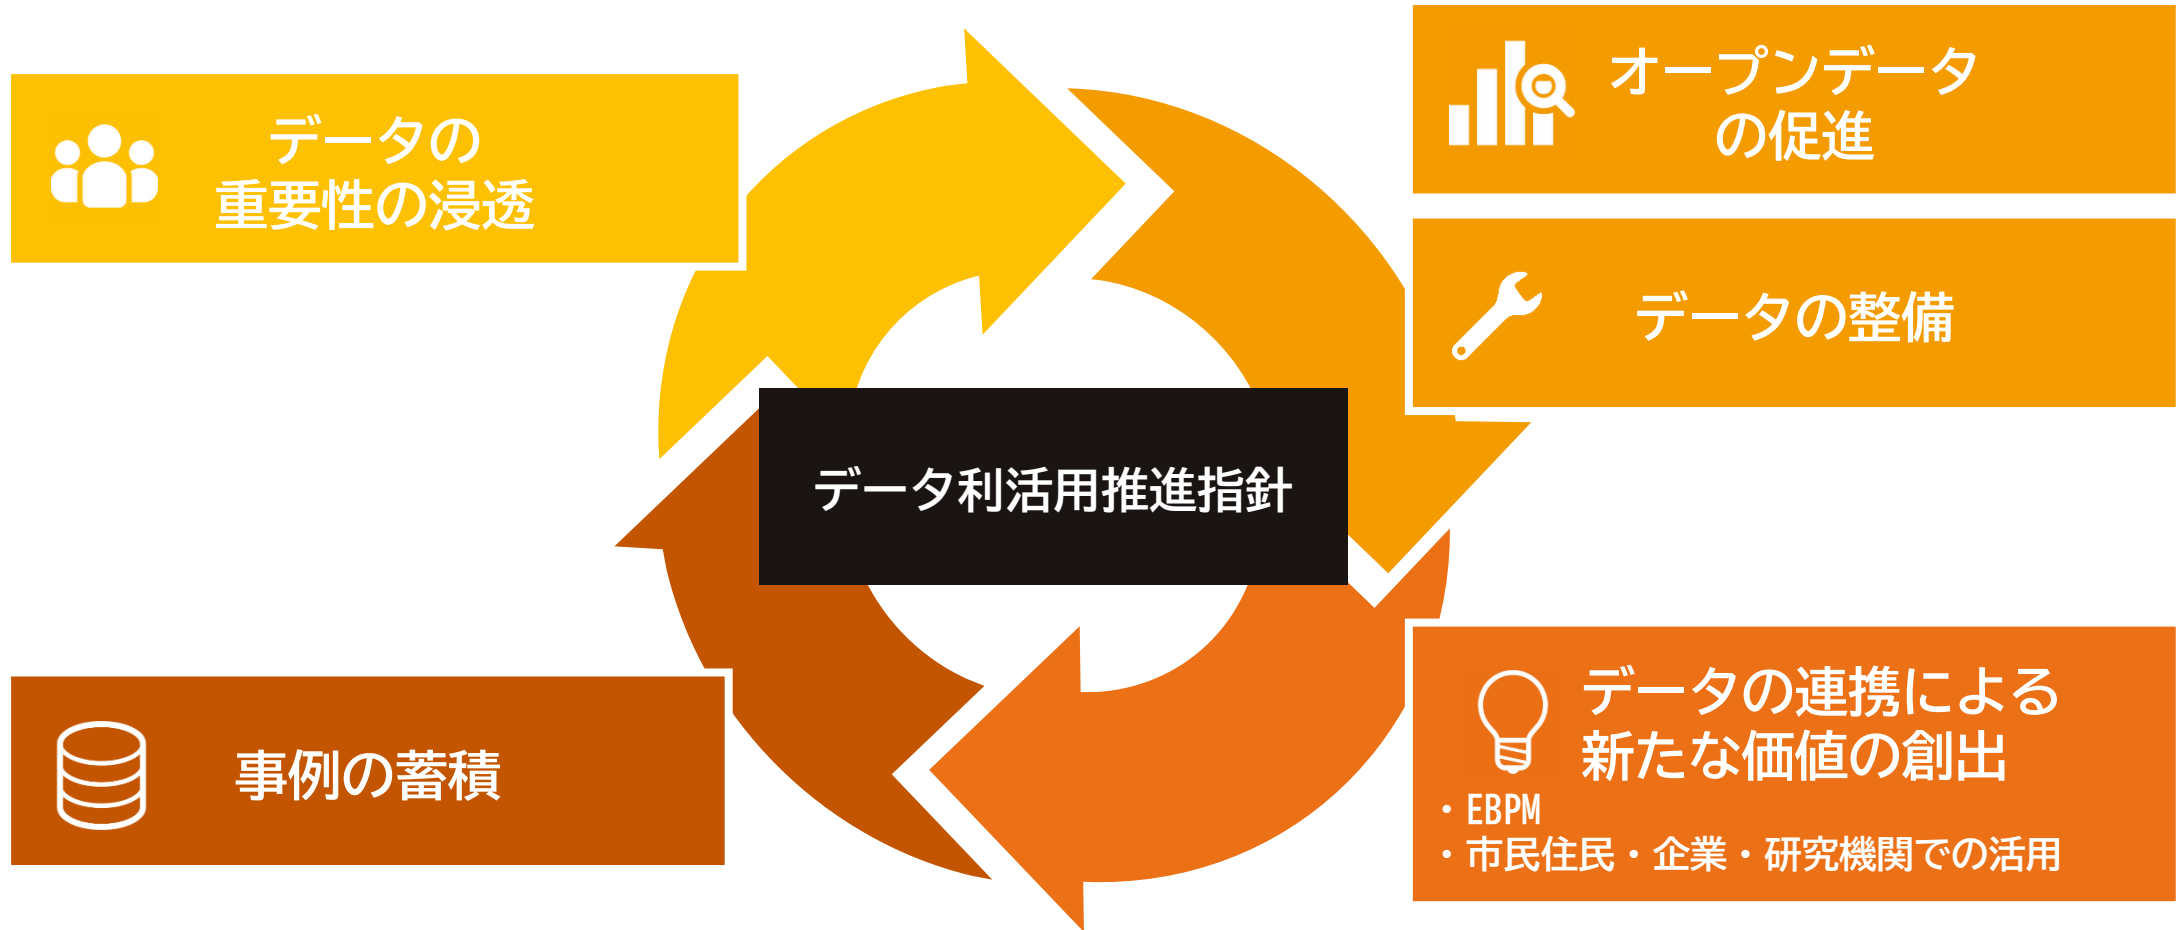 データの
重要性の浸透
オープンデータ
の促進
データの整備
データ利活用推進指針
事例の蓄積
データの連携による
新たな価値の創出
・EBPM
・市民住民・企業・研究機関での活用